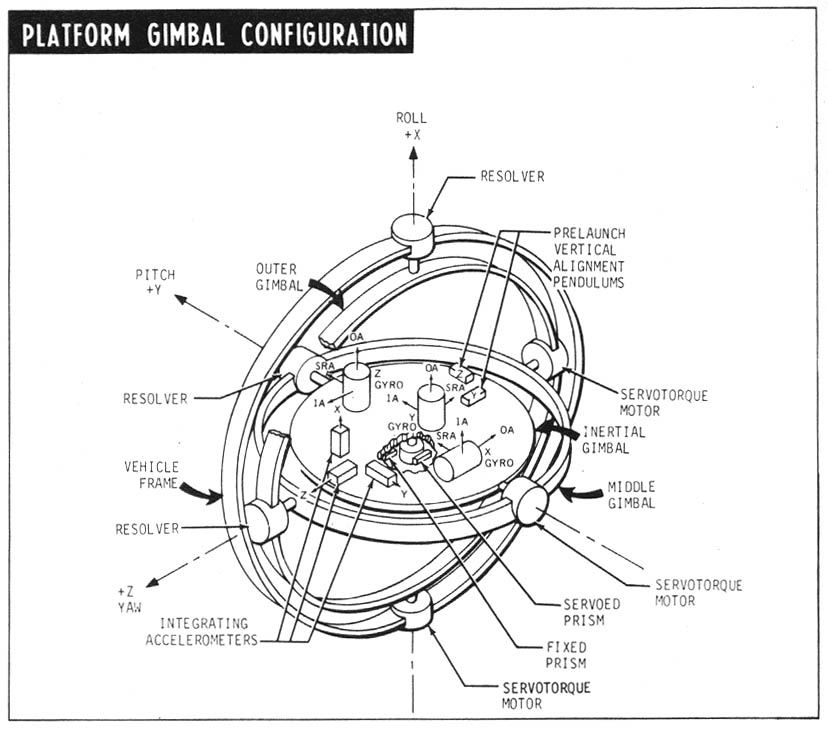 PLATFORM GIMBAL CONFIGURATION
ROLL
+X
RESOLVER
PRELAUNCH
VERTICAL
ALIGNMENT
PENDULUMS
OUTER
GIMBAL
PITCH
+Y
OA
SRA
Z
GYRO
IA
OA
Z
SRA
Y
IA
Y
GYRO
X
IA
SRA
OA
X
GYRO
RESOLVER
SERVOTORQUE
MOTOR
INERTIAL
GIMBAL
VEHICLE
FRAME
Z
Y
MIDDLE
GIMBAL
RESOLVER
+Z
YAW
SERVOTORQUE
MOTOR
INTEGRATING
ACCELEROMETERS
SERVOED
PRISM
FIXED
PRISM
SERVOTORQUE
MOTOR